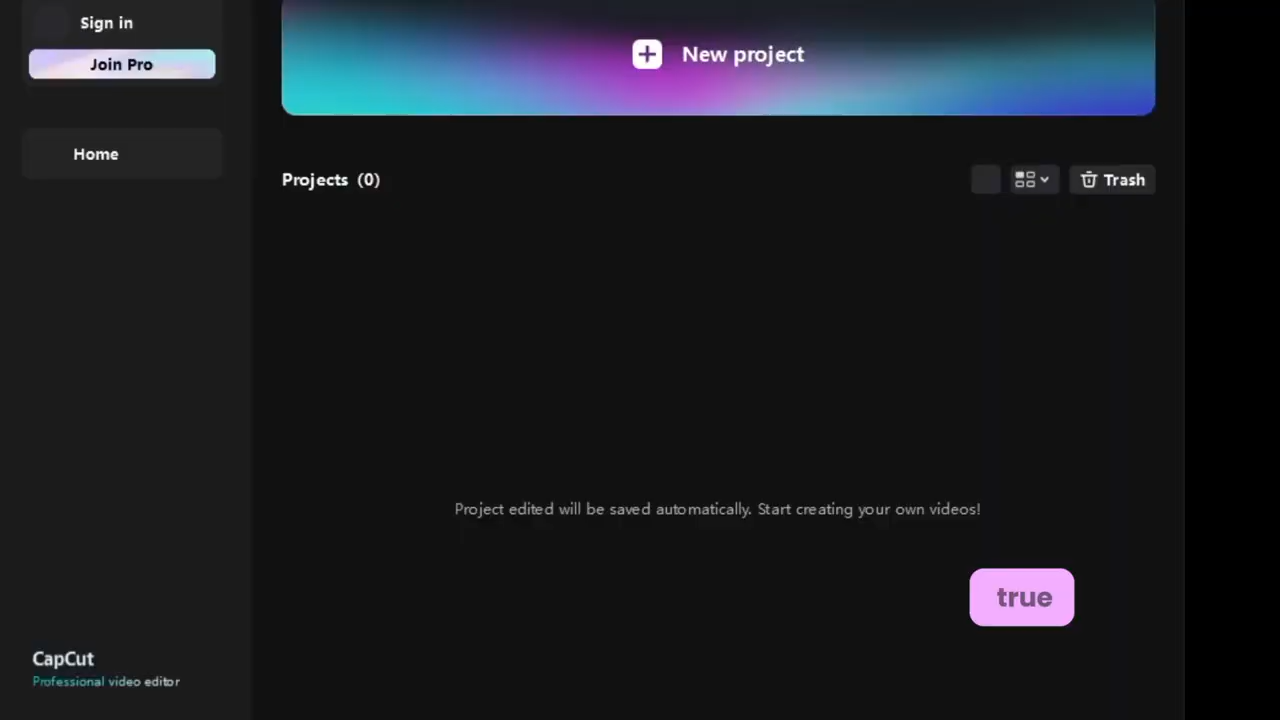 Sign in
Join Pro
New project
Home
Projects (0)
Trash
Project edited will be saved automatically. Start creating your own videos!
true
CapCut
Professional video editor